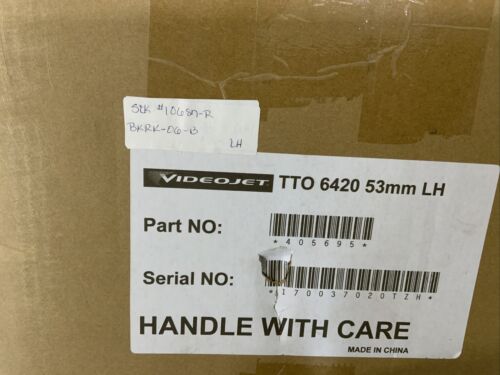 STK #10687-R
BKRK-06-B
LH
VIDEOJET TTO 6420 53mm LH
Part NO:
*405695*
Serial NO:
*170037020TZH*
HANDLE WITH CARE
MADE IN CHINA